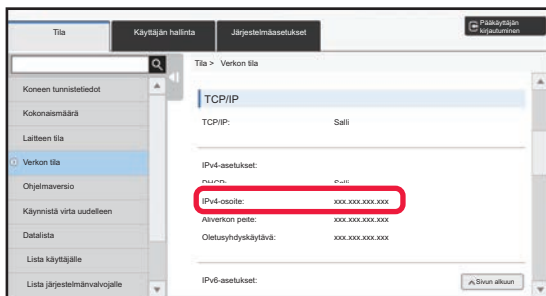 Tila
Käyttäjän hallinta
Järjestelmäasetukset
Pääkäyttäjän
kirjautuminen
Tila > Verkon tila
Koneen tunnistetiedot
Kokonaismäärä
Laitteen tila
Verkon tila
Ohjelmaversio
Käynnistä virta uudelleen
Datalista
Lista käyttäjälle
Lista järjestelmänvalvojalle
TCP/IP
TCP/IP: Salli
IPv4-asetukset:
DHCP: Salli
IPv4-osoite: xxx.xxx.xxx.xxx
Aliverkon peite: xxx.xxx.xxx.xxx
Oletusyhdyskäytävä: xxx.xxx.xxx.xxx
IPv6-asetukset:
Sivun alkuun